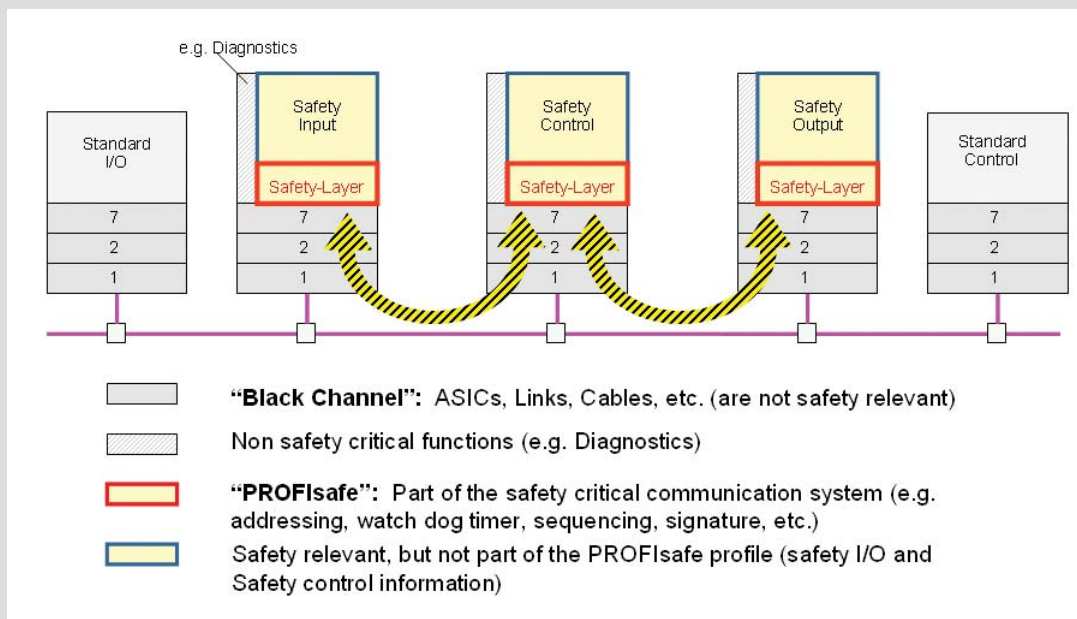 e.g. Diagnostics
Standard
I/O
7
2
1
Safety
Input
Safety-Layer
7
2
1
Safety
Control
Safety-Layer
7
2
1
Safety
Output
Safety-Layer
7
2
1
Standard
Control
7
2
1
“Black Channel”: ASICs, Links, Cables, etc. (are not safety relevant)
Non safety critical functions (e.g. Diagnostics)
“PROFIsafe”: Part of the safety critical communication system (e.g.
addressing, watch dog timer, sequencing, signature, etc.)
Safety relevant, but not part of the PROFIsafe profile (safety I/O and
Safety control information)